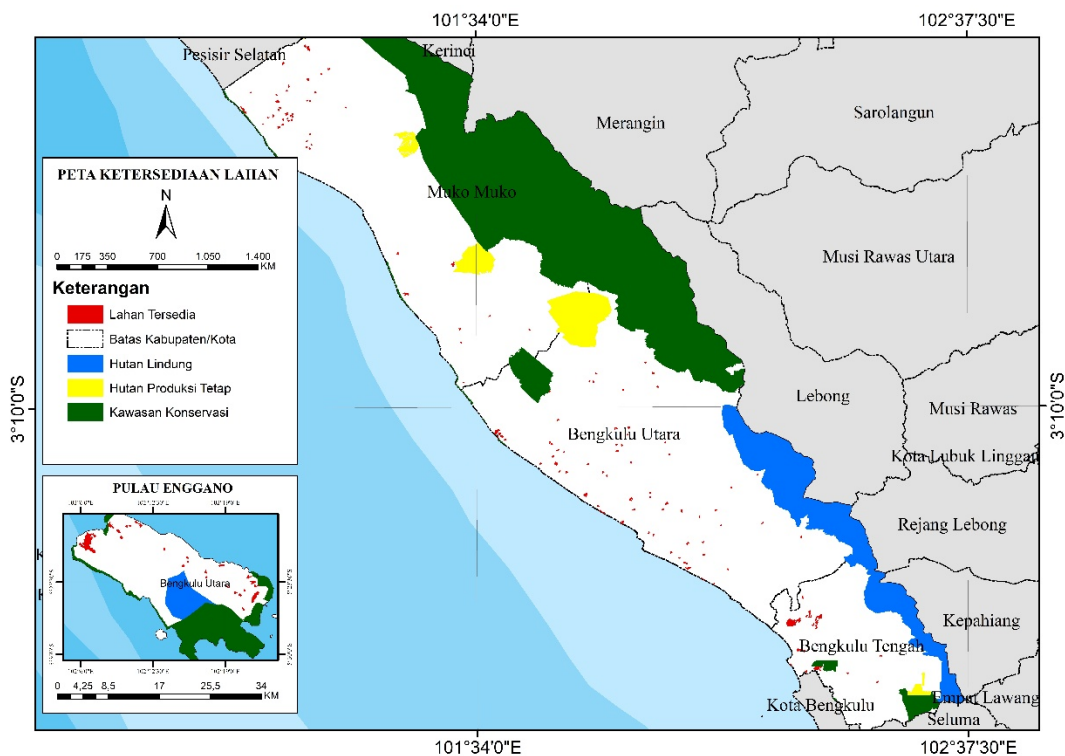 101°34'0"E
102°37'30"E
Pesisir Selatan
Kerinci
Sarolangun
Merangin
PETA KETERSEDIAAN LAHAN
N
0 175 350 700 1.050 1.400
KM
Keterangan
Lahan Tersedia
Batas Kabupaten/Kota
Hutan Lindung
Hutan Produksi Tetap
Kawasan Konservasi
Muko Muko
Musi Rawas Utara
3°10'0"S
3°10'0"S
Lebong
Musi Rawas
Bengkulu Utara
Kota Lubuk Linggau
Rejang Lebong
PULAU ENGGANO
Bengkulu Utara
0 4,25 8,5 17 25,5 34
KM
Kepahiang
Bengkulu Tengah
Kota Bengkulu
Empat Lawang
Seluma
101°34'0"E
102°37'30"E